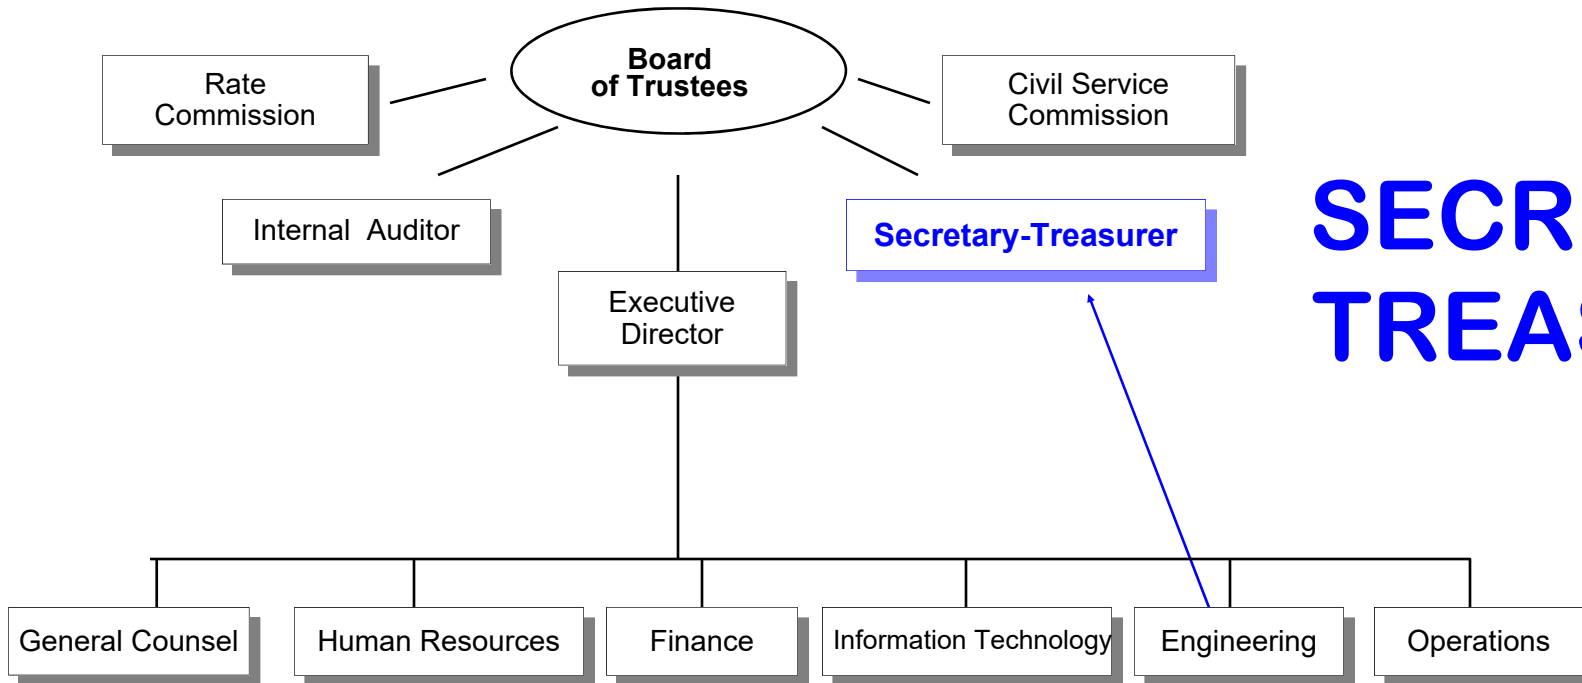 Board
of Trustees
Rate
Commission
Civil Service
Commission
Internal Auditor
Secretary-Treasurer
SECR
TREAS
Executive
Director
General Counsel
Human Resources
Finance
Information Technology
Engineering
Operations